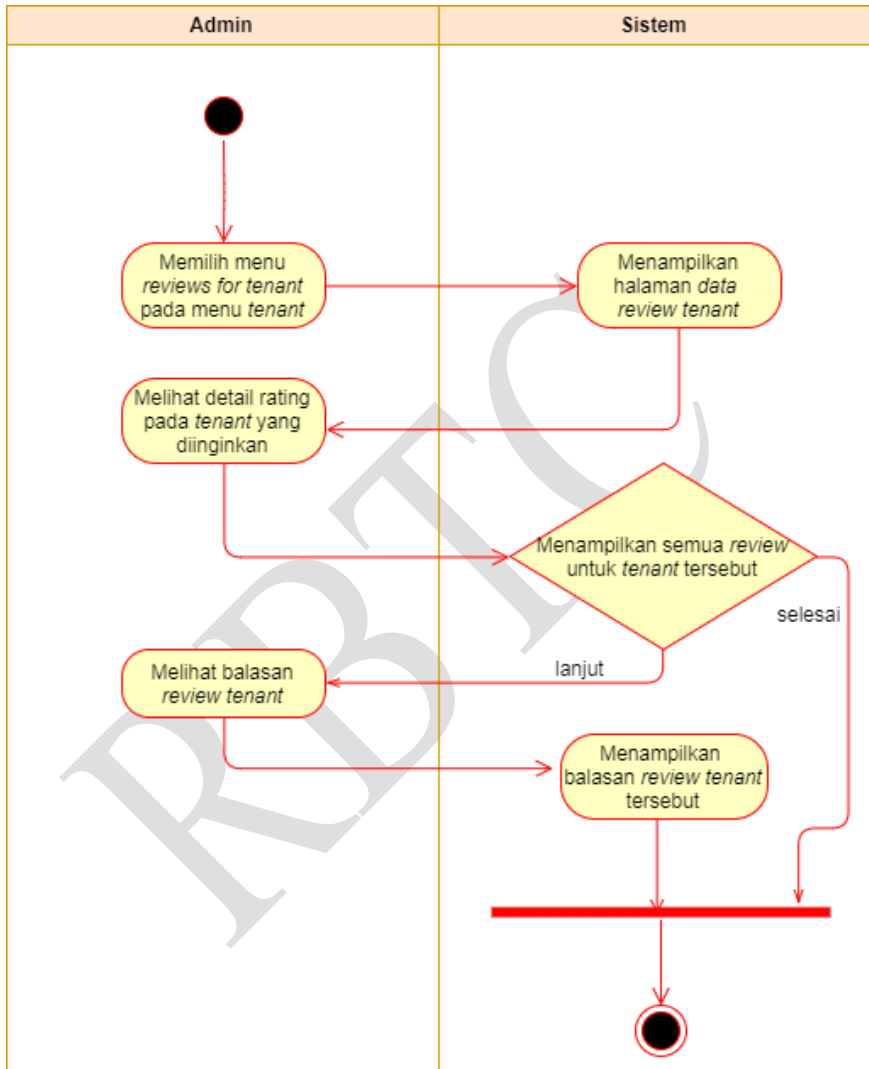 Admin
Sistem
Memilih menu
reviews for tenant
pada menu tenant
Menampilkan
halaman data
review tenant
Melihat detail rating
pada tenant yang
diinginkan
Menampilkan semua review
untuk tenant tersebut
selesai
lanjut
Melihat balasan
review tenant
Menampilkan
balasan review tenant
tersebut
RBTC